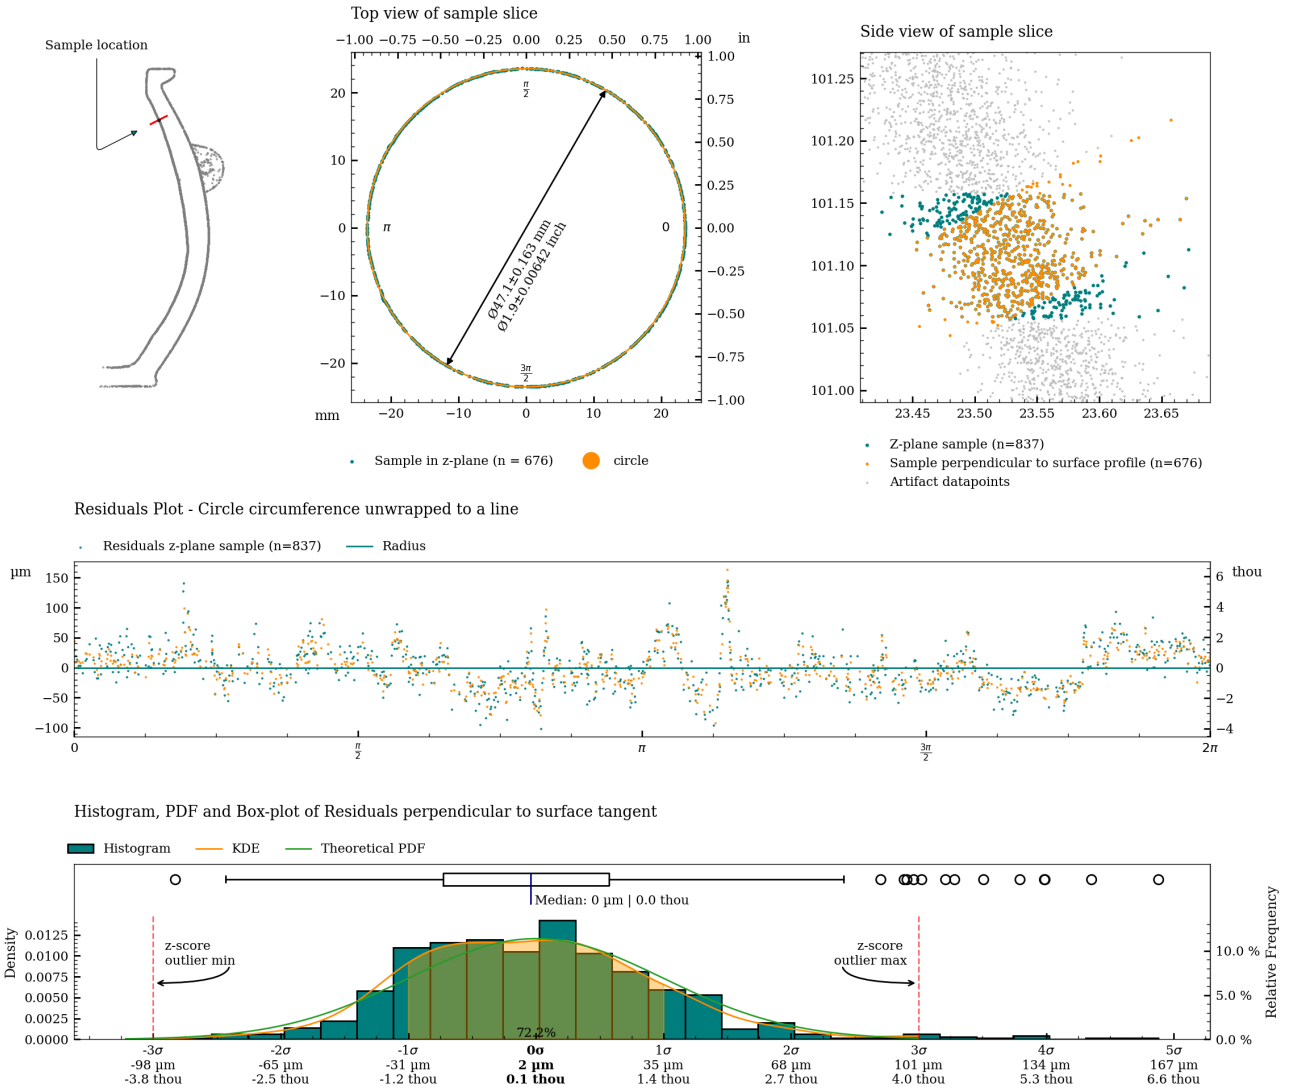 Sample location
Top view of sample slice
−1.00 −0.75 −0.50 −0.25 0.00 0.25 0.50 0.75 1.00 in
20
10
0
−10
−20
mm
−20 −10 0 10 20
1.00
0.75
0.50
0.25
0.00
−0.25
−0.50
−0.75
−1.00
π/2
π
0
3π/2
Ø47.1±0.163 mm
Ø1.9±0.00642 inch
Sample in z-plane (n = 676) circle
Side view of sample slice
101.25
101.20
101.15
101.10
101.05
101.00
23.45 23.50 23.55 23.60 23.65
Z-plane sample (n=837)
Sample perpendicular to surface profile (n=676)
Artifact datapoints
Residuals Plot - Circle circumference unwrapped to a line
Residuals z-plane sample (n=837) Radius
µm
150
100
50
0
−50
−100
thou
6
4
2
0
−2
−4
0 π/2 π 3π/2 2π
Histogram, PDF and Box-plot of Residuals perpendicular to surface tangent
Histogram KDE Theoretical PDF
Median: 0 µm | 0.0 thou
Density
0.0125
0.0100
0.0075
0.0050
0.0025
0.0000
z-score
outlier min
z-score
outlier max
72.2%
Relative Frequency
10.0 %
5.0 %
0.0 %
-3σ -2σ -1σ 0σ 1σ 2σ 3σ 4σ 5σ
-98 µm -65 µm -31 µm 2 µm 35 µm 68 µm 101 µm 134 µm 167 µm
-3.8 thou -2.5 thou -1.2 thou 0.1 thou 1.4 thou 2.7 thou 4.0 thou 5.3 thou 6.6 thou